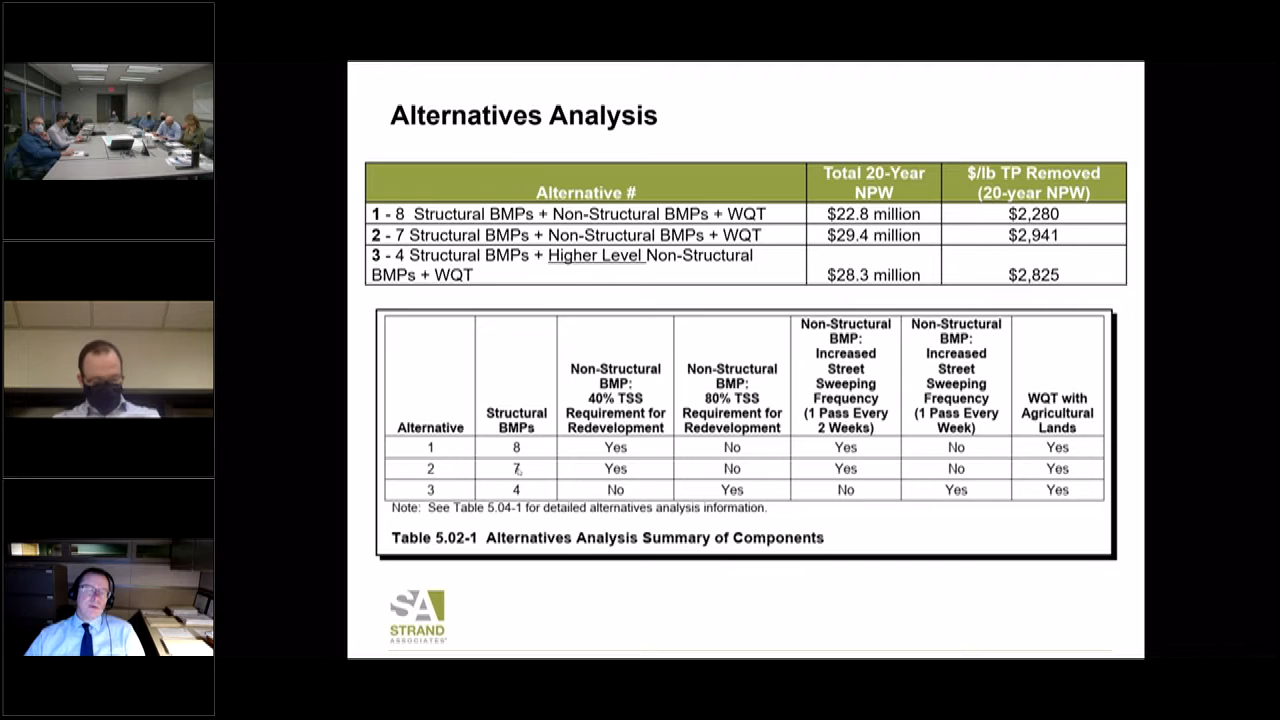 Alternatives Analysis
Alternative #
Total 20-Year NPW
$/lb TP Removed (20-year NPW)
1 - 8 Structural BMPs + Non-Structural BMPs + WQT $22.8 million $2,280
2 - 7 Structural BMPs + Non-Structural BMPs + WQT $29.4 million $2,941
3 - 4 Structural BMPs + Higher Level Non-Structural
BMPs + WQT $28.3 million $2,825
Alternative
Structural
BMPs
Non-Structural
BMP:
40% TSS
Requirement for
Redevelopment
Non-Structural
BMP:
80% TSS
Requirement for
Redevelopment
Non-Structural
BMP:
Increased
Street
Sweeping
Frequency
(1 Pass Every
2 Weeks)
Non-Structural
BMP:
Increased
Street
Sweeping
Frequency
(1 Pass Every
Week)
WQT with
Agricultural
Lands
1 8 Yes No Yes No Yes
2 7 Yes No Yes No Yes
3 4 No Yes No Yes Yes
Note: See Table 5.04-1 for detailed alternatives analysis information.
Table 5.02-1 Alternatives Analysis Summary of Components
SA
STRAND
ASSOCIATES